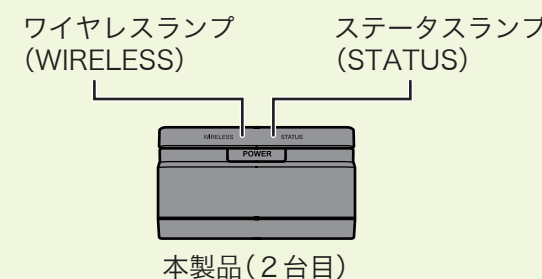 ワイヤレスランプ
（WIRELESS）
ステータスランプ
（STATUS）
WIRELESS
STATUS
POWER
本製品（２台目）